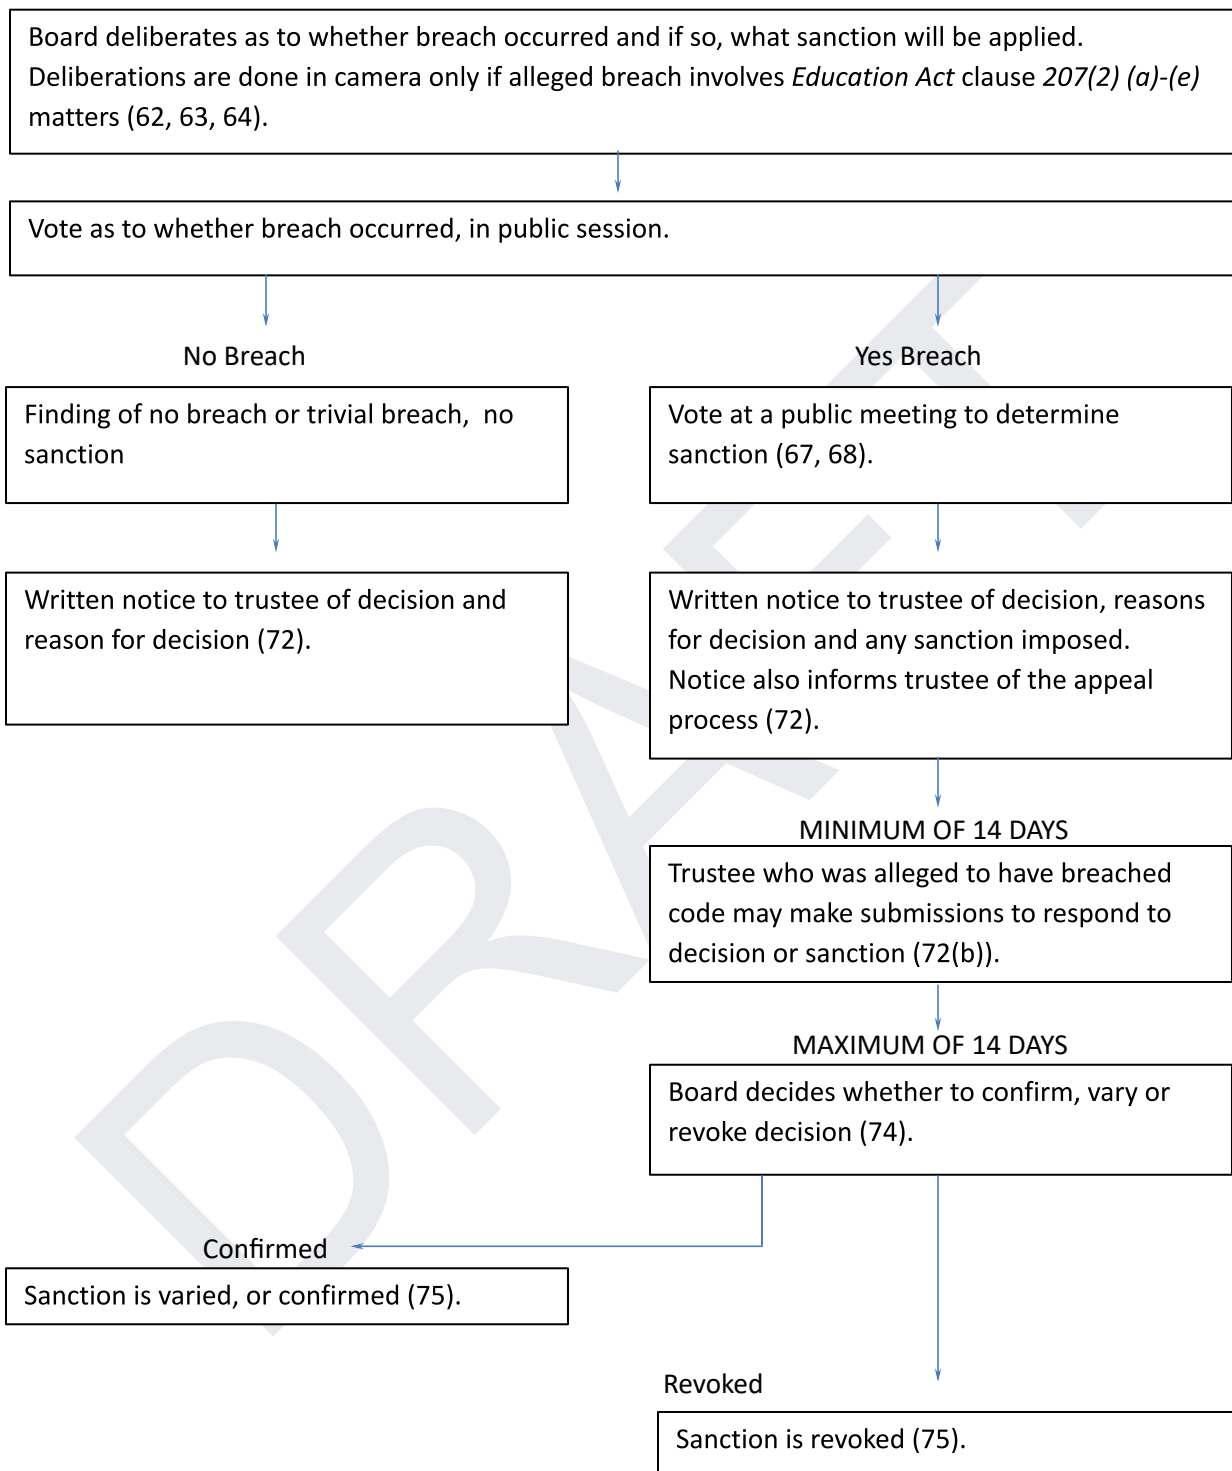 Board deliberates as to whether breach occurred and if so, what sanction will be applied.
Deliberations are done in camera only if alleged breach involves Education Act clause 207(2) (a)-(e)
matters (62, 63, 64).
Vote as to whether breach occurred, in public session.
No Breach
Yes Breach
Finding of no breach or trivial breach, no
sanction
Vote at a public meeting to determine
sanction (67, 68).
Written notice to trustee of decision and
reason for decision (72).
Written notice to trustee of decision, reasons
for decision and any sanction imposed.
Notice also informs trustee of the appeal
process (72).
MINIMUM OF 14 DAYS
Trustee who was alleged to have breached
code may make submissions to respond to
decision or sanction (72(b)).
MAXIMUM OF 14 DAYS
Board decides whether to confirm, vary or
revoke decision (74).
Confirmed
Sanction is varied, or confirmed (75).
Revoked
Sanction is revoked (75).
DRAFT